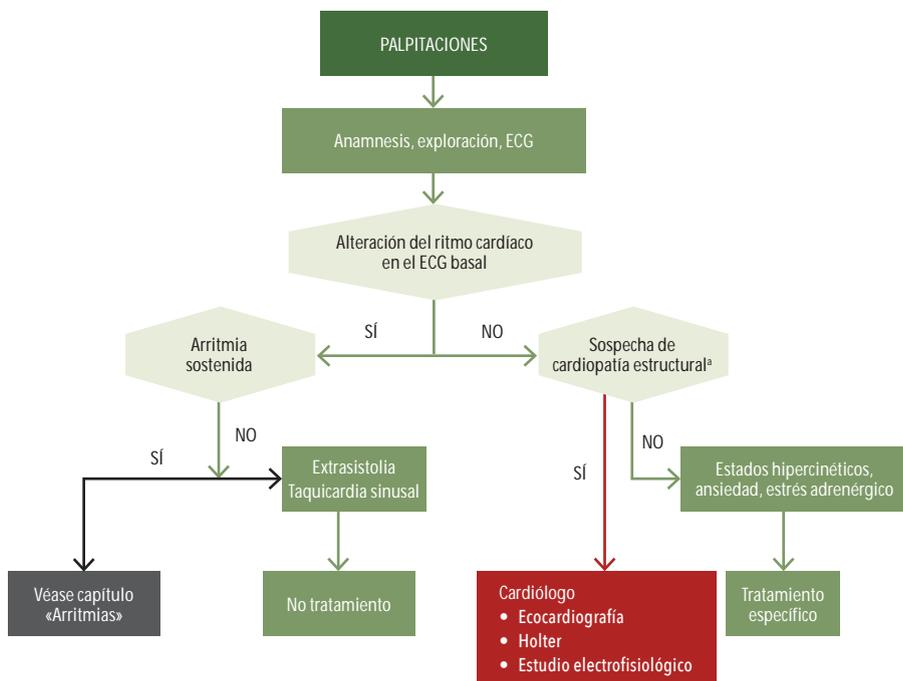 PALPITACIONES
Anamnesis, exploración, ECG
Alteración del ritmo cardíaco
en el ECG basal
SÍ
NO
Arritmia
sostenida
Sospecha de
cardiopatía estructuralª
NO
SÍ
Extrasistolia
Taquicardia sinusal
SÍ
NO
Estados hipercinéticos,
ansiedad, estrés adrenérgico
Véase capítulo
«Arritmias»
No tratamiento
Cardiólogo
• Ecocardiografía
• Holter
• Estudio electrofisiológico
Tratamiento
específico